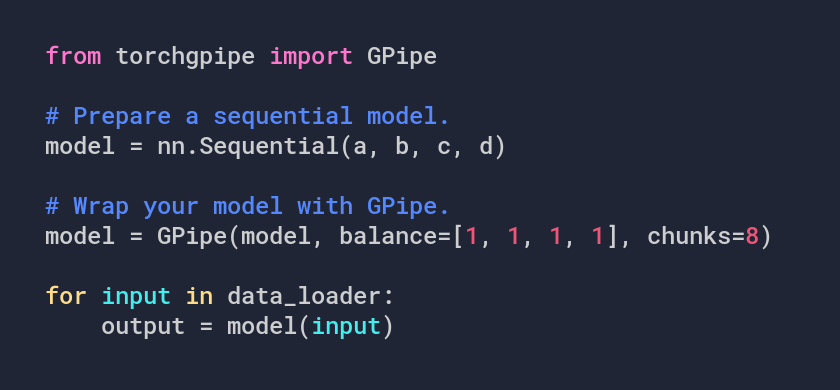 from torchgpipe import GPipe
# Prepare a sequential model.
model = nn.Sequential(a, b, c, d)
# Wrap your model with GPipe.
model = GPipe(model, balance=[1, 1, 1, 1], chunks=8)
for input in data_loader:
    output = model(input)